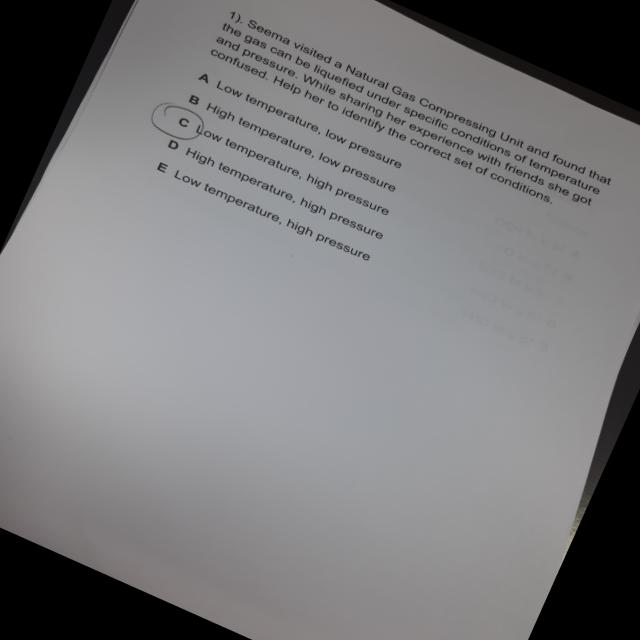 1). Seema visited a Natural Gas Compressing Unit and found that
the gas can be liquefied under specific conditions of temperature
and pressure. While sharing her experience with friends she got
confused. Help her to identify the correct set of conditions.
A Low temperature, low pressure
B High temperature, low pressure
C Low temperature, high pressure
D High temperature, high pressure
E Low temperature, high pressure